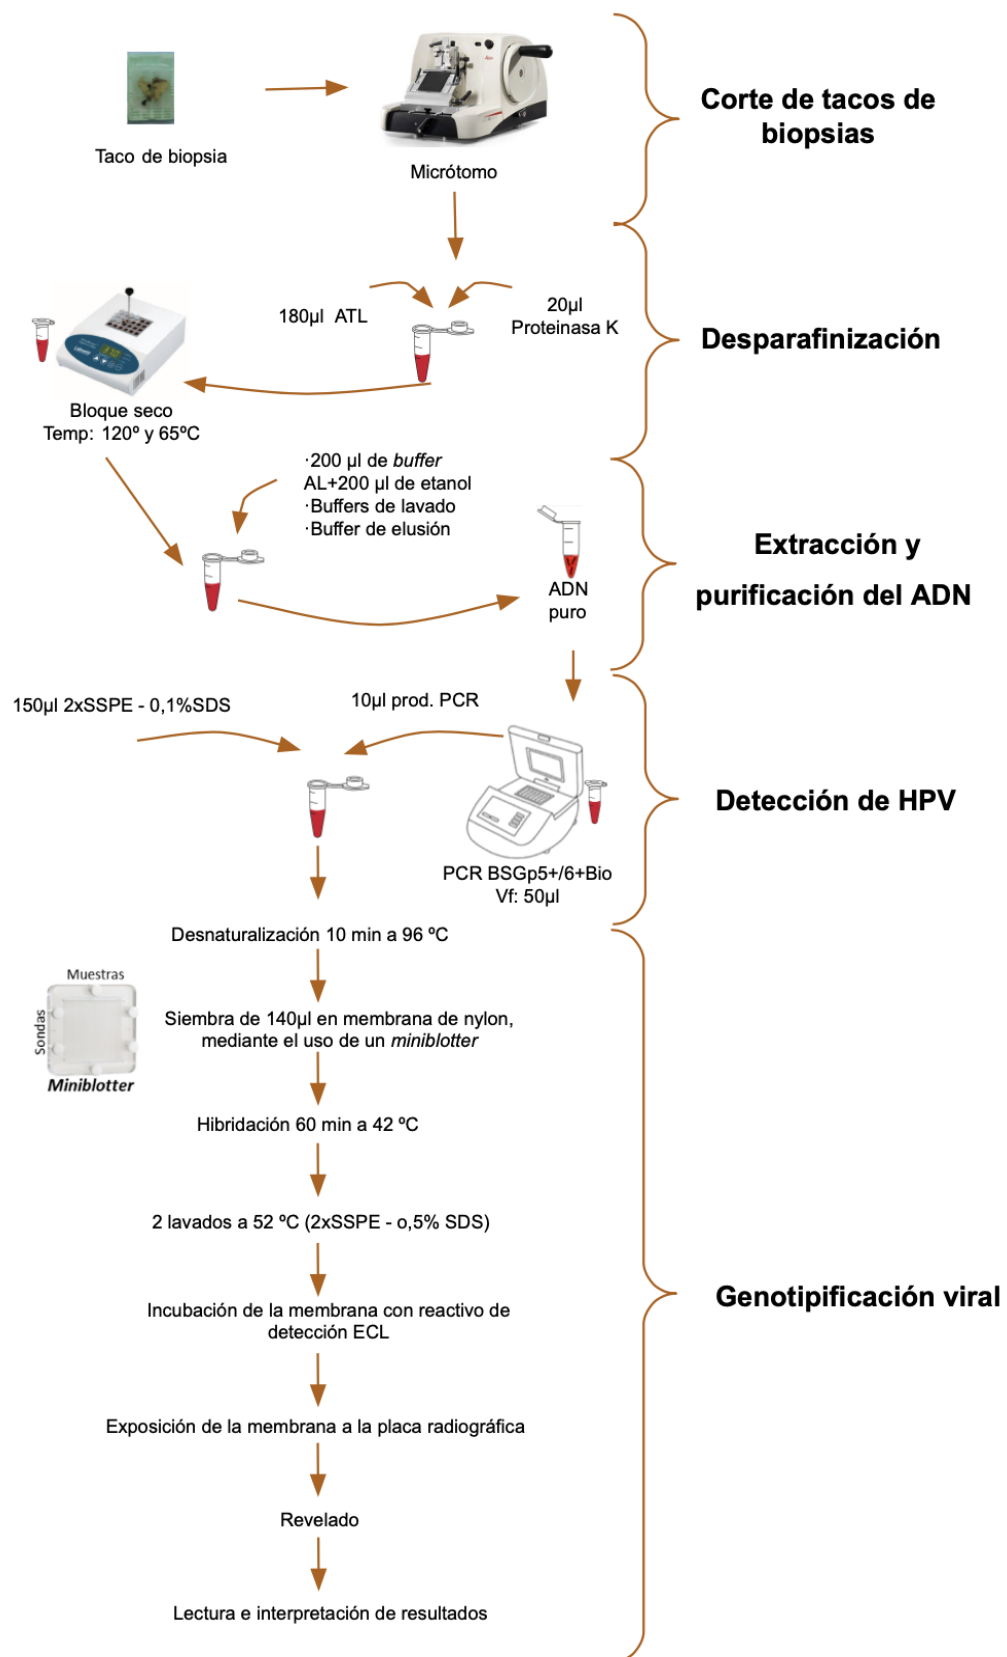 Taco de biopsia
Micrótomo
Corte de tacos de
biopsias
180µl ATL
20µl
Proteinasa K
Desparafinización
Bloque seco
Temp: 120º y 65ºC
·200 µl de buffer
AL+200 µl de etanol
·Buffers de lavado
·Buffer de elusión
ADN
puro
Extracción y
purificación del ADN
150µl 2xSSPE - 0,1%SDS
10µl prod. PCR
PCR BSGp5+/6+Bio
Vf: 50µl
Detección de HPV
Desnaturalización 10 min a 96 ºC
Muestras
Sondas
Miniblotter
Siembra de 140µl en membrana de nylon,
mediante el uso de un miniblotter
Hibridación 60 min a 42 ºC
2 lavados a 52 ºC (2xSSPE - o,5% SDS)
Incubación de la membrana con reactivo de
detección ECL
Genotipificación viral
Exposición de la membrana a la placa radiográfica
Revelado
Lectura e interpretación de resultados